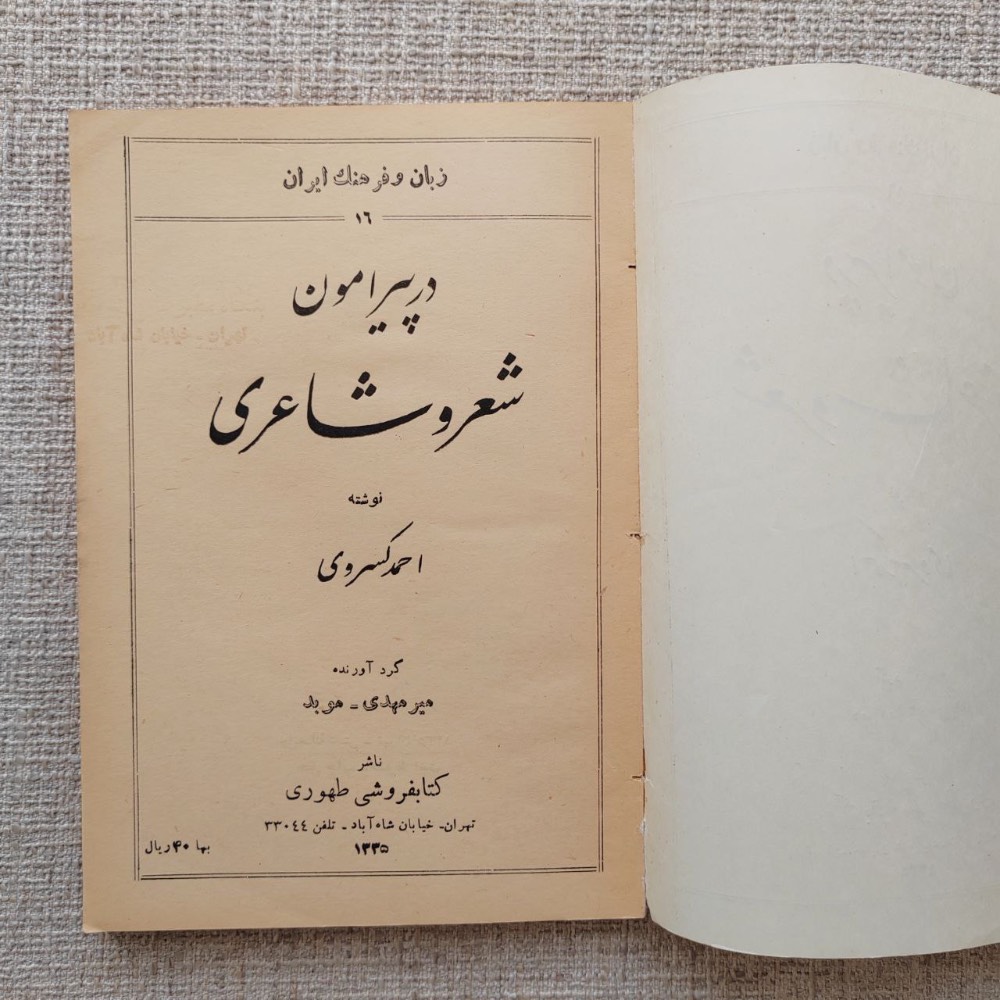 زبان و فرهنگ ایران
۱۶
در پیرامون
شعر و شاعری
نوشته
احمد کسروی
گرد آورنده
میر مهدی - موبد
ناشر
کتابفروشی طهوری
تهران - خیابان شاه‌آباد - تلفن ۳۳۰۴۴
۱۳۳۵
بها ۴۰ ریال